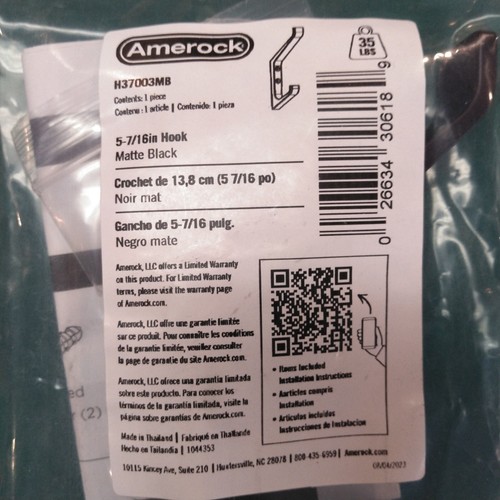 Amerock
35
LBS
H37003MB
Contents: 1 piece
Contenu : 1 article | Contenido: 1 pieza
5-7/16in Hook
Matte Black
Crochet de 13,8 cm (5 7/16 po)
Noir mat
Gancho de 5-7/16 pulg.
Negro mate
0 26634 30618 9
Amerock, LLC offers a Limited Warranty
on this product. For Limited Warranty
terms, please visit the warranty page
of Amerock.com.
Amerock, LLC offre une garantie limitée
sur ce produit. Pour connaître les conditions
de la garantie limitée, veuillez consulter
la page de garantie du site Amerock.com.
Amerock, LLC ofrece una garantía limitada
sobre este producto. Para conocer los
términos de la garantía limitada, visite la
página sobre garantías de Amerock.com.
• Items Included
Installation Instructions
• Aarticles compris
Installation
• Artículos incluidos
Instrucciones de Instalacion
Made in Thailand | Fabriqué en Thaïlande
Hecho en Tailandia | 1044353
10115 Kincey Ave, Suite 210 | Huntersville, NC 28078 | 800-435-6959 | Amerock.com
06/04/2021
ed
(2)